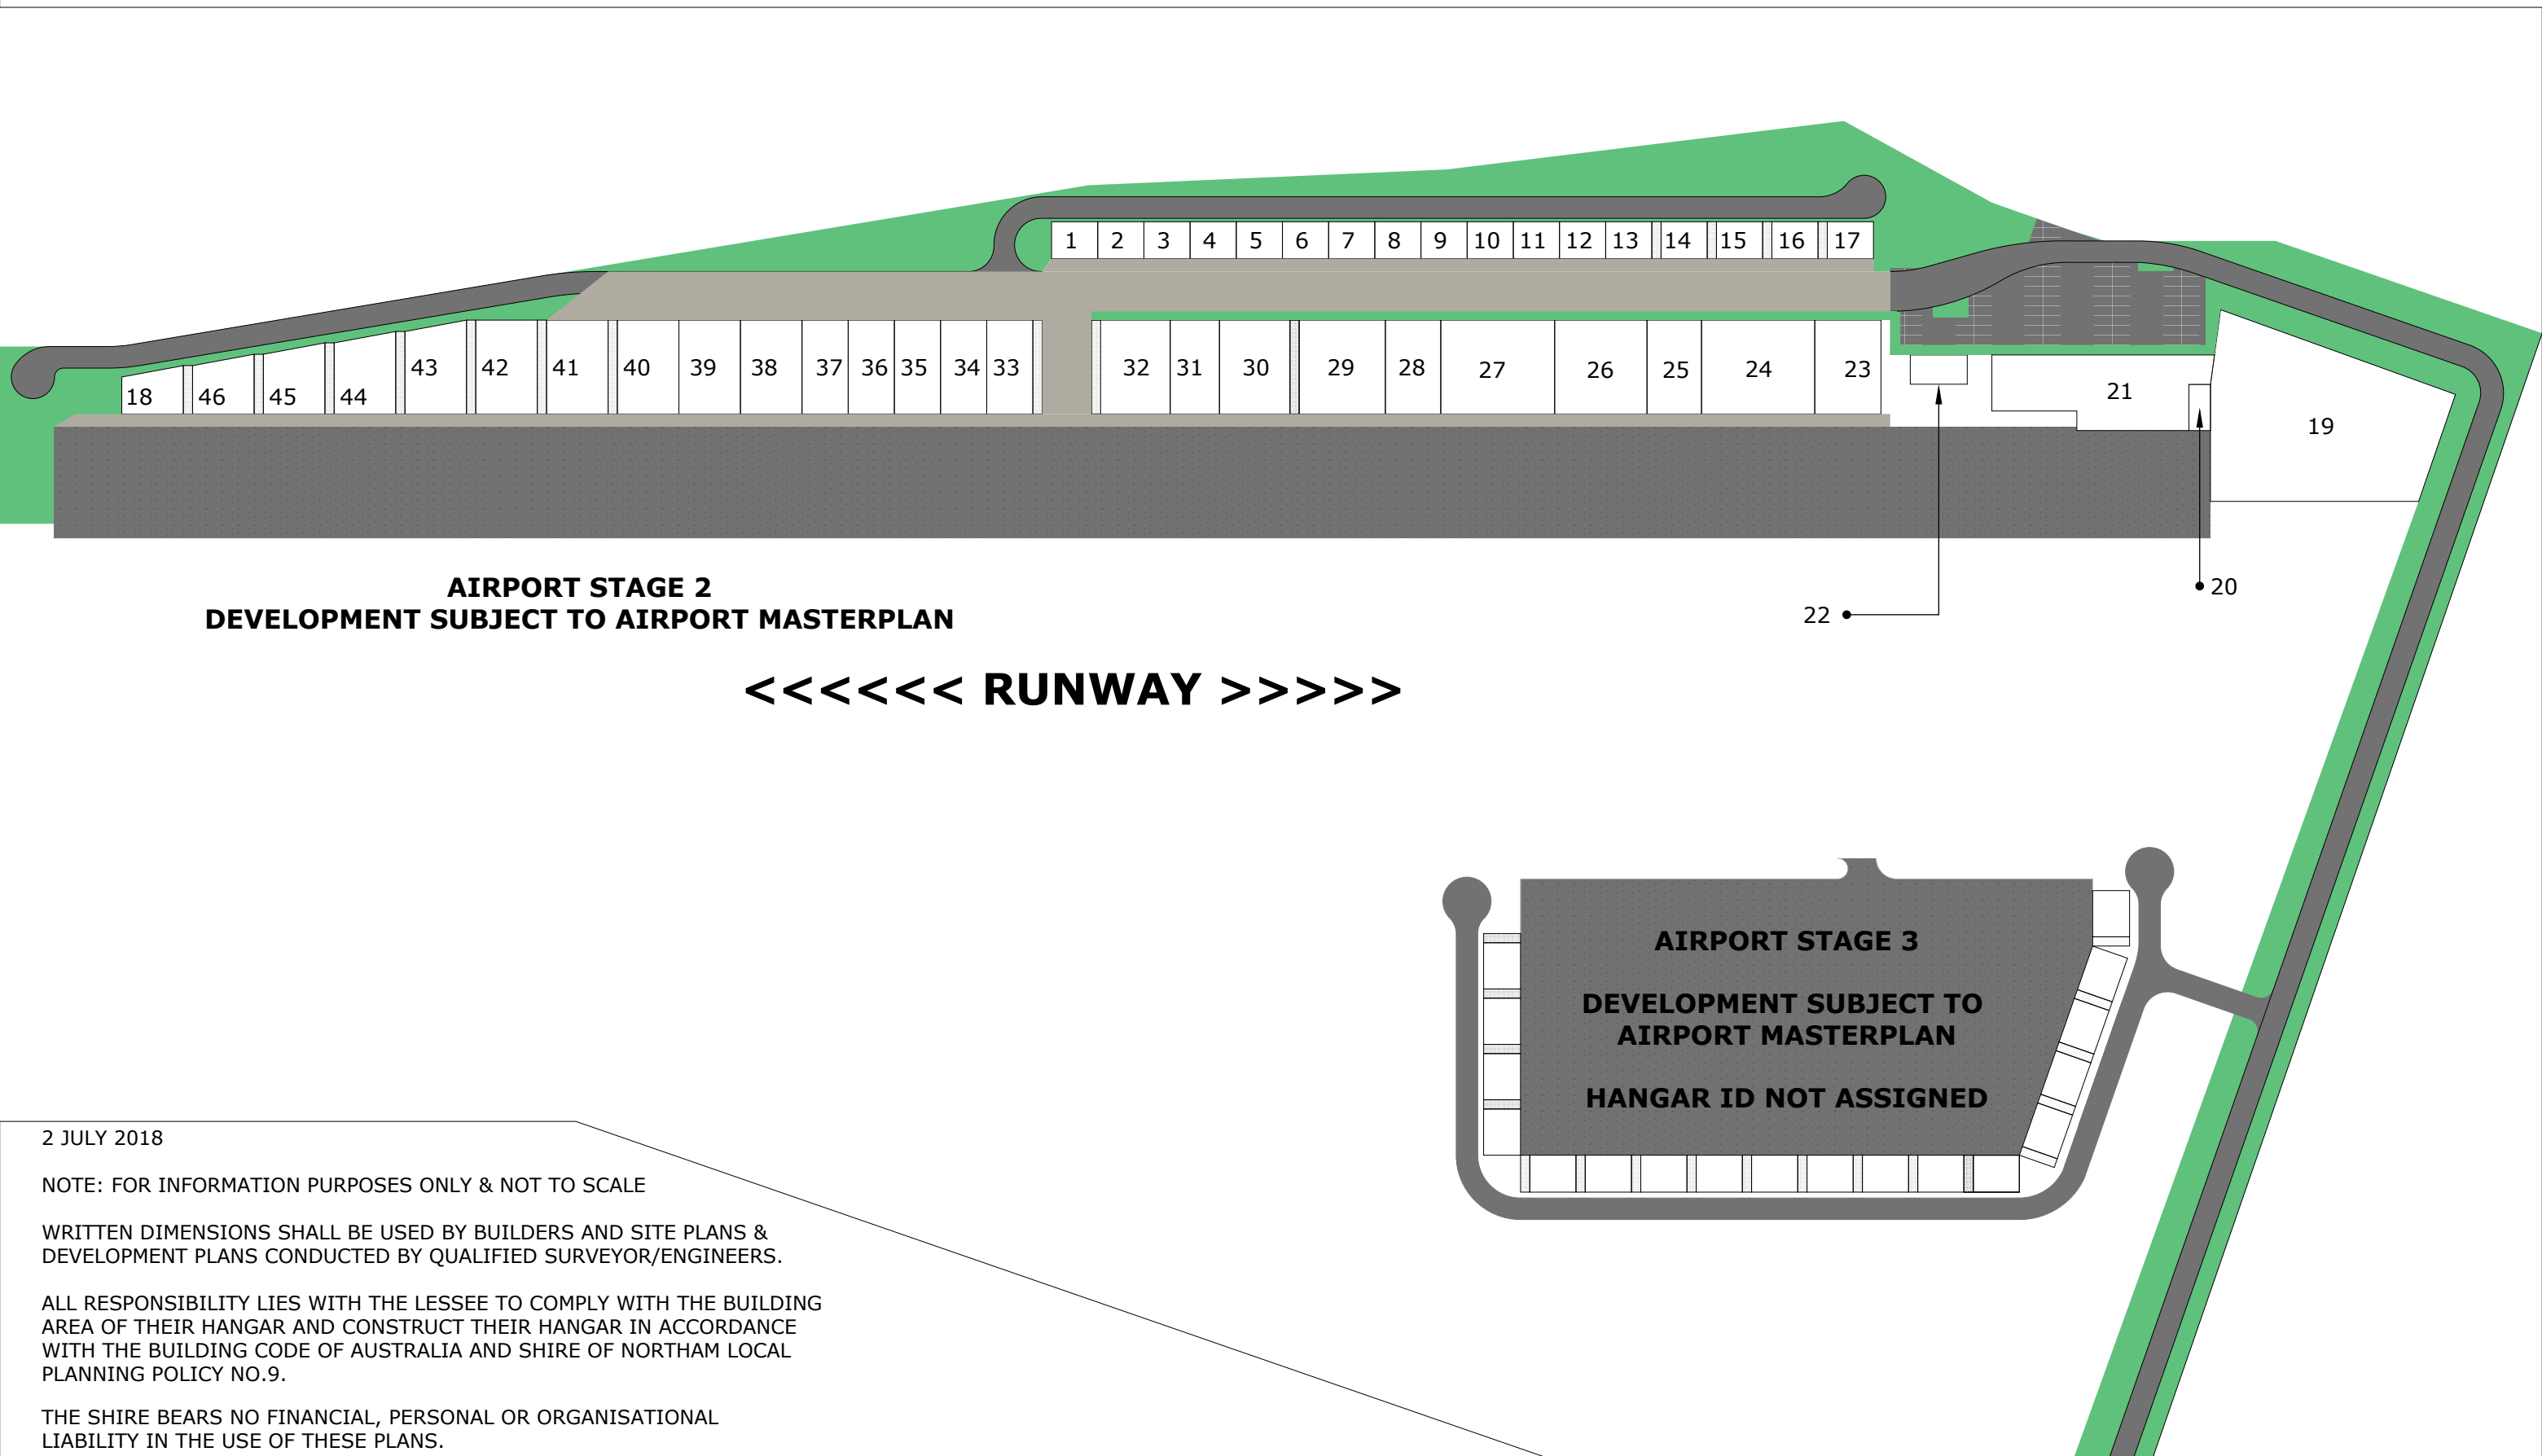 1 2 3 4 5 6 7 8 9 10 11 12 13 14 15 16 17
18 46 45 44 43 42 41 40 39 38 37 36 35 34 33 32 31 30 29 28 27 26 25 24 23
21
19
20
22
AIRPORT STAGE 2
DEVELOPMENT SUBJECT TO AIRPORT MASTERPLAN
<<<<<< RUNWAY >>>>>
AIRPORT STAGE 3
DEVELOPMENT SUBJECT TO
AIRPORT MASTERPLAN
HANGAR ID NOT ASSIGNED
2 JULY 2018
NOTE: FOR INFORMATION PURPOSES ONLY & NOT TO SCALE
WRITTEN DIMENSIONS SHALL BE USED BY BUILDERS AND SITE PLANS &
DEVELOPMENT PLANS CONDUCTED BY QUALIFIED SURVEYOR/ENGINEERS.
ALL RESPONSIBILITY LIES WITH THE LESSEE TO COMPLY WITH THE BUILDING
AREA OF THEIR HANGAR AND CONSTRUCT THEIR HANGAR IN ACCORDANCE
WITH THE BUILDING CODE OF AUSTRALIA AND SHIRE OF NORTHAM LOCAL
PLANNING POLICY NO.9.
THE SHIRE BEARS NO FINANCIAL, PERSONAL OR ORGANISATIONAL
LIABILITY IN THE USE OF THESE PLANS.